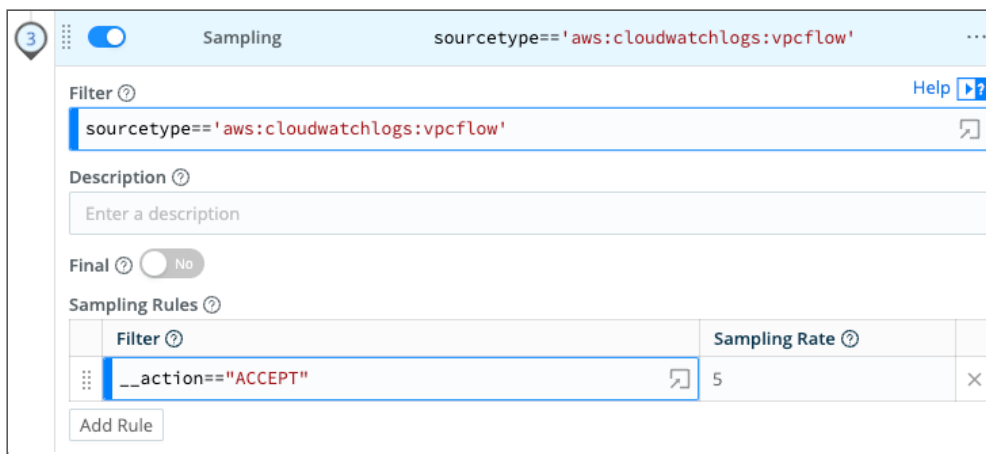 3 Sampling sourcetype=='aws:cloudwatchlogs:vpcflow' ...
Filter ? Help ?
sourcetype=='aws:cloudwatchlogs:vpcflow'
Description ?
Enter a description
Final ? No
Sampling Rules ?
Filter ? Sampling Rate ?
__action=="ACCEPT" 5
Add Rule